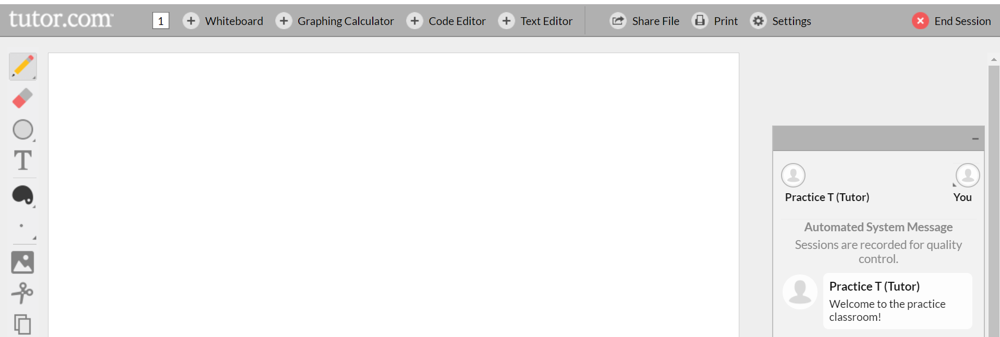 tutor.com
1 Whiteboard Graphing Calculator Code Editor Text Editor Share File Print Settings End Session
T
Practice T (Tutor) You
Automated System Message
Sessions are recorded for quality
control.
Practice T (Tutor)
Welcome to the practice
classroom!